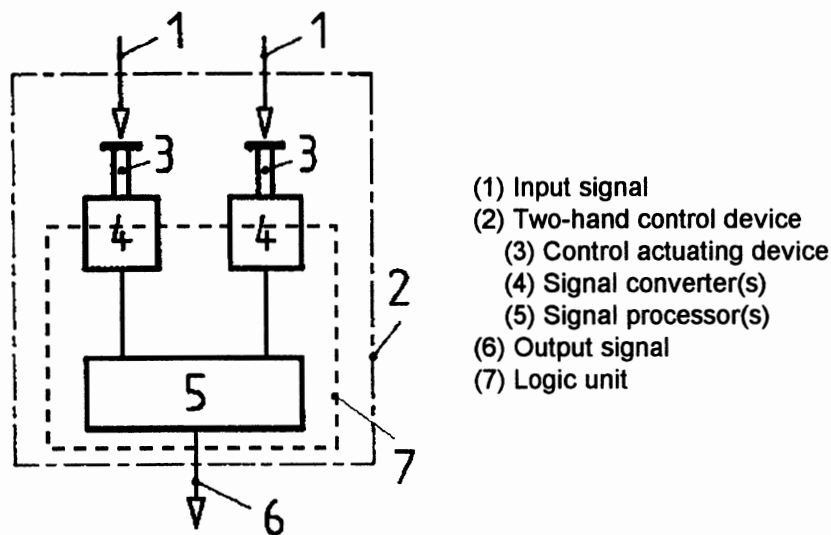 1 1
3 3
4 4
2
5
7
6
(1) Input signal
(2) Two-hand control device
(3) Control actuating device
(4) Signal converter(s)
(5) Signal processor(s)
(6) Output signal
(7) Logic unit